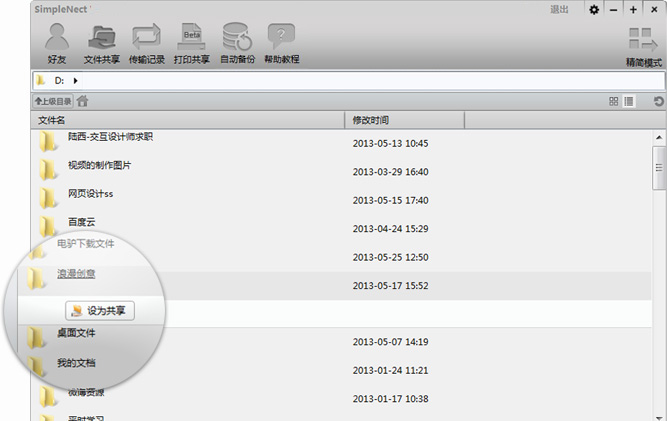 SimpleNect
退出
好友 文件共享 传输记录 Beta 打印共享 自动备份 帮助教程 精简模式
D:
上级目录
文件名 修改时间
陆西-交互设计师求职 2013-05-13 10:45
视频的制作图片 2013-03-29 16:40
网页设计ss 2013-05-15 17:40
百度云 2013-04-24 15:29
电驴下载文件 2013-05-25 12:50
浪漫创意 2013-05-17 15:52
设为共享
桌面文件 2013-05-07 14:19
我的文档 2013-01-24 11:21
微海资源 2013-01-17 10:38
平时学习